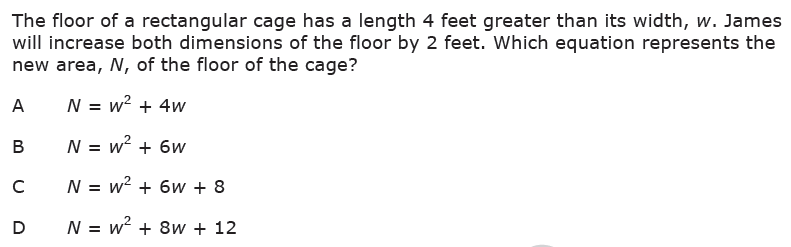 The floor of a rectangular cage has a length 4 feet greater than its width, w. James
will increase both dimensions of the floor by 2 feet. Which equation represents the
new area, N, of the floor of the cage?
A N = w² + 4w
B N = w² + 6w
C N = w² + 6w + 8
D N = w² + 8w + 12